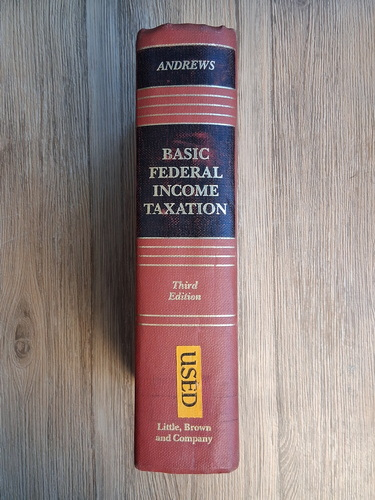 ANDREWS
BASIC
FEDERAL
INCOME
TAXATION
Third
Edition
USED
Little, Brown
and Company